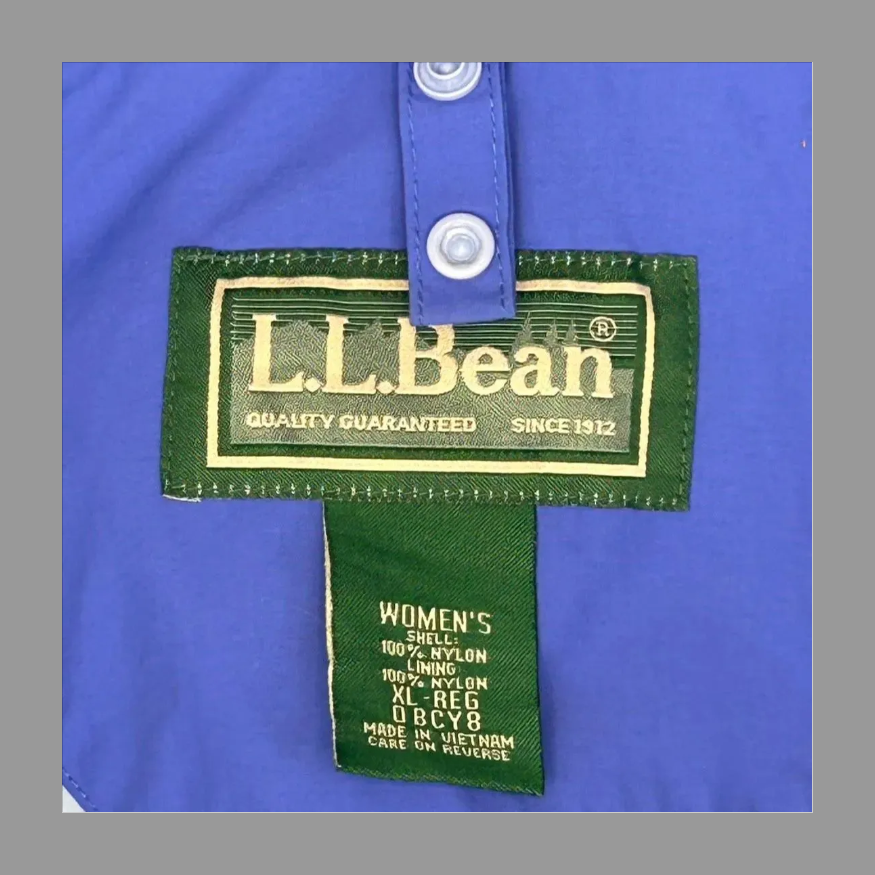 L.L.Bean®
QUALITY GUARANTEED SINCE 1912
WOMEN'S
SHELL:
100% NYLON
LINING
100% NYLON
XL-REG
0BCY8
MADE IN VIETNAM
CARE ON REVERSE